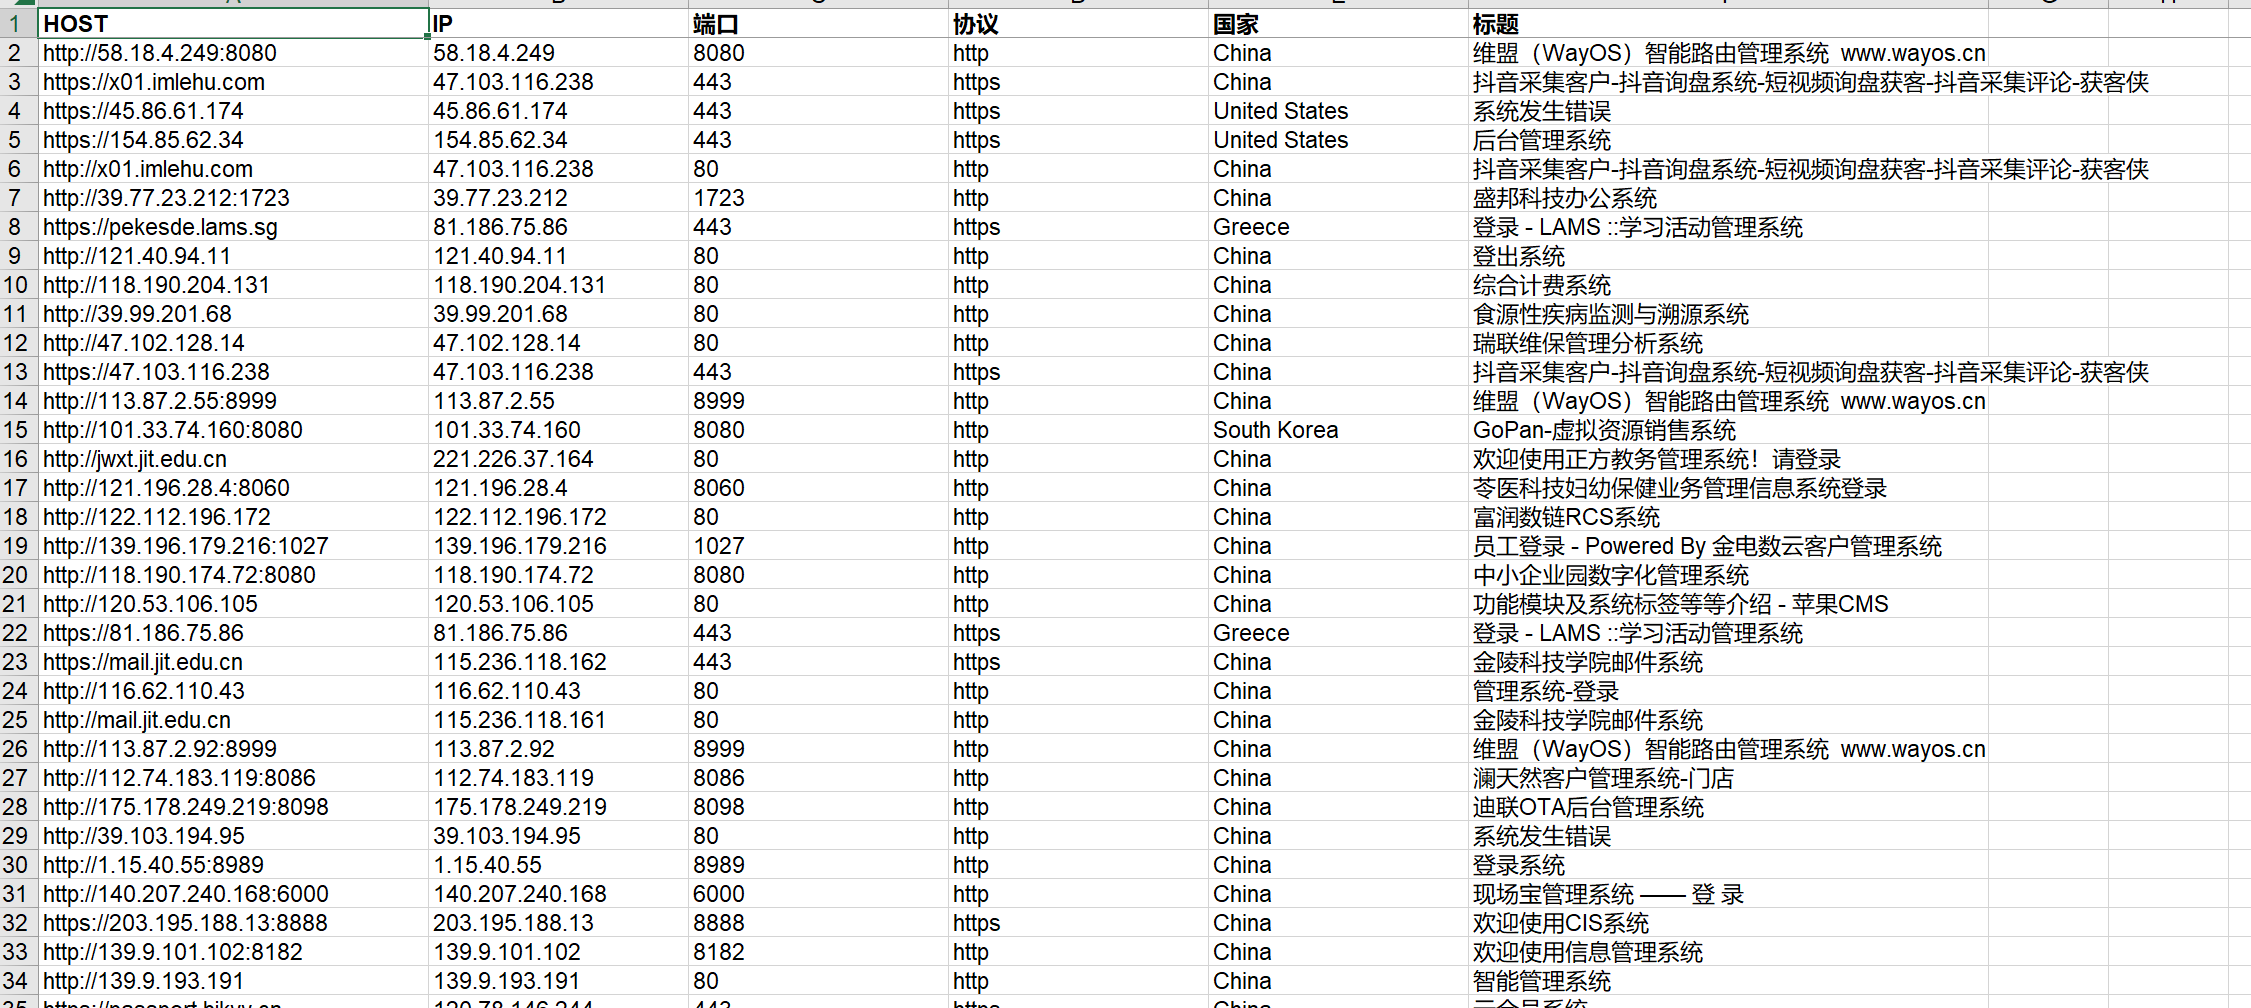 1 HOST IP 端口 协议 国家 标题
2 http://58.18.4.249:8080 58.18.4.249 8080 http China 维盟（WayOS）智能路由管理系统 www.wayos.cn
3 https://x01.imlehu.com 47.103.116.238 443 https China 抖音采集客户-抖音询盘系统-短视频询盘获客-抖音采集评论-获客侠
4 https://45.86.61.174 45.86.61.174 443 https United States 系统发生错误
5 https://154.85.62.34 154.85.62.34 443 https United States 后台管理系统
6 http://x01.imlehu.com 47.103.116.238 80 http China 抖音采集客户-抖音询盘系统-短视频询盘获客-抖音采集评论-获客侠
7 http://39.77.23.212:1723 39.77.23.212 1723 http China 盛邦科技办公系统
8 https://pekesde.lams.sg 81.186.75.86 443 https Greece 登录 - LAMS ::学习活动管理系统
9 http://121.40.94.11 121.40.94.11 80 http China 登出系统
10 http://118.190.204.131 118.190.204.131 80 http China 综合计费系统
11 http://39.99.201.68 39.99.201.68 80 http China 食源性疾病监测与溯源系统
12 http://47.102.128.14 47.102.128.14 80 http China 瑞联维保管理分析系统
13 https://47.103.116.238 47.103.116.238 443 https China 抖音采集客户-抖音询盘系统-短视频询盘获客-抖音采集评论-获客侠
14 http://113.87.2.55:8999 113.87.2.55 8999 http China 维盟（WayOS）智能路由管理系统 www.wayos.cn
15 http://101.33.74.160:8080 101.33.74.160 8080 http South Korea GoPan-虚拟资源销售系统
16 http://jwxt.jit.edu.cn 221.226.37.164 80 http China 欢迎使用正方教务管理系统！请登录
17 http://121.196.28.4:8060 121.196.28.4 8060 http China 苓医科技妇幼保健业务管理信息系统登录
18 http://122.112.196.172 122.112.196.172 80 http China 富润数链RCS系统
19 http://139.196.179.216:1027 139.196.179.216 1027 http China 员工登录 - Powered By 金电数云客户管理系统
20 http://118.190.174.72:8080 118.190.174.72 8080 http China 中小企业园数字化管理系统
21 http://120.53.106.105 120.53.106.105 80 http China 功能模块及系统标签等等介绍 - 苹果CMS
22 https://81.186.75.86 81.186.75.86 443 https Greece 登录 - LAMS ::学习活动管理系统
23 https://mail.jit.edu.cn 115.236.118.162 443 https China 金陵科技学院邮件系统
24 http://116.62.110.43 116.62.110.43 80 http China 管理系统-登录
25 http://mail.jit.edu.cn 115.236.118.161 80 http China 金陵科技学院邮件系统
26 http://113.87.2.92:8999 113.87.2.92 8999 http China 维盟（WayOS）智能路由管理系统 www.wayos.cn
27 http://112.74.183.119:8086 112.74.183.119 8086 http China 澜天然客户管理系统-门店
28 http://175.178.249.219:8098 175.178.249.219 8098 http China 迪联OTA后台管理系统
29 http://39.103.194.95 39.103.194.95 80 http China 系统发生错误
30 http://1.15.40.55:8989 1.15.40.55 8989 http China 登录系统
31 http://140.207.240.168:6000 140.207.240.168 6000 http China 现场宝管理系统 —— 登 录
32 https://203.195.188.13:8888 203.195.188.13 8888 https China 欢迎使用CIS系统
33 http://139.9.101.102:8182 139.9.101.102 8182 http China 欢迎使用信息管理系统
34 http://139.9.193.191 139.9.193.191 80 http China 智能管理系统
35 443 https China